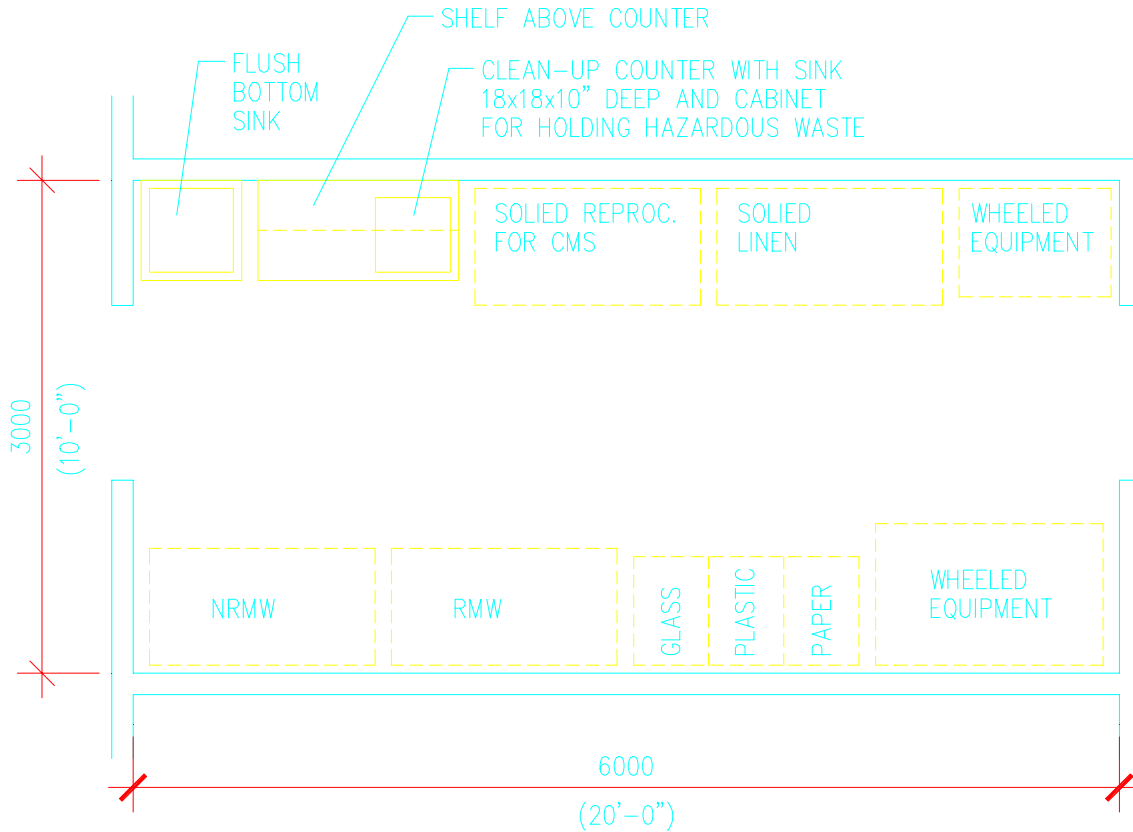 SHELF ABOVE COUNTER
FLUSH
BOTTOM
SINK
CLEAN-UP COUNTER WITH SINK
18x18x10" DEEP AND CABINET
FOR HOLDING HAZARDOUS WASTE
SOLIED REPROC.
FOR CMS
SOLIED
LINEN
WHEELED
EQUIPMENT
3000
(10'-0")
NRMW
RMW
GLASS
PLASTIC
PAPER
WHEELED
EQUIPMENT
6000
(20'-0")